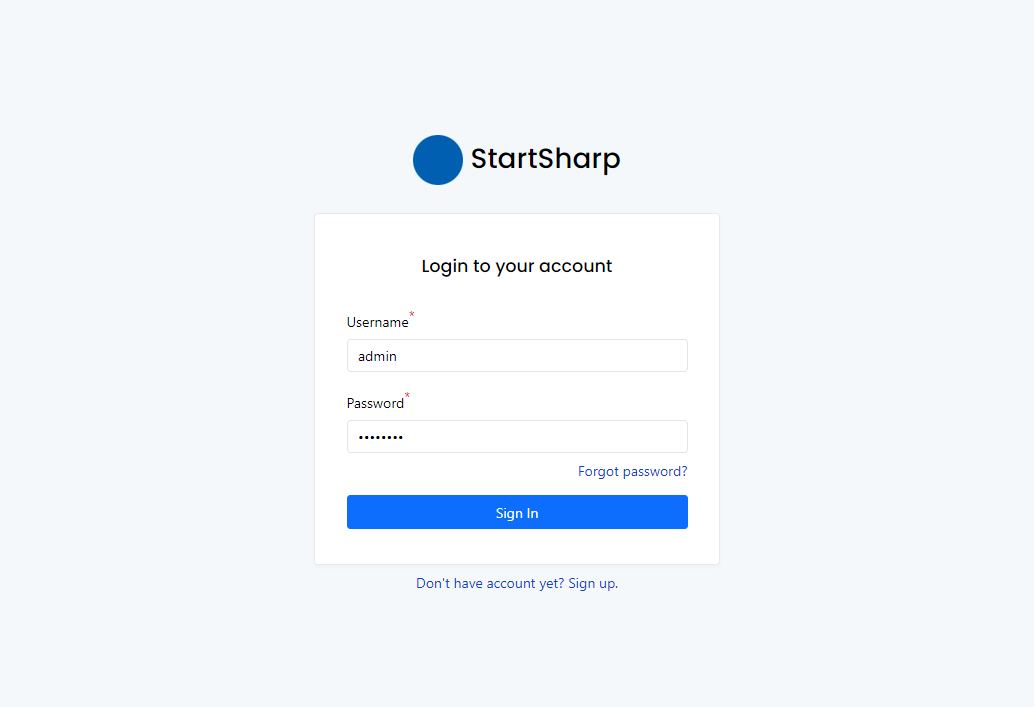 StartSharp
Login to your account
Username*
admin
Password*
••••••••
Forgot password?
Sign In
Don't have account yet? Sign up.